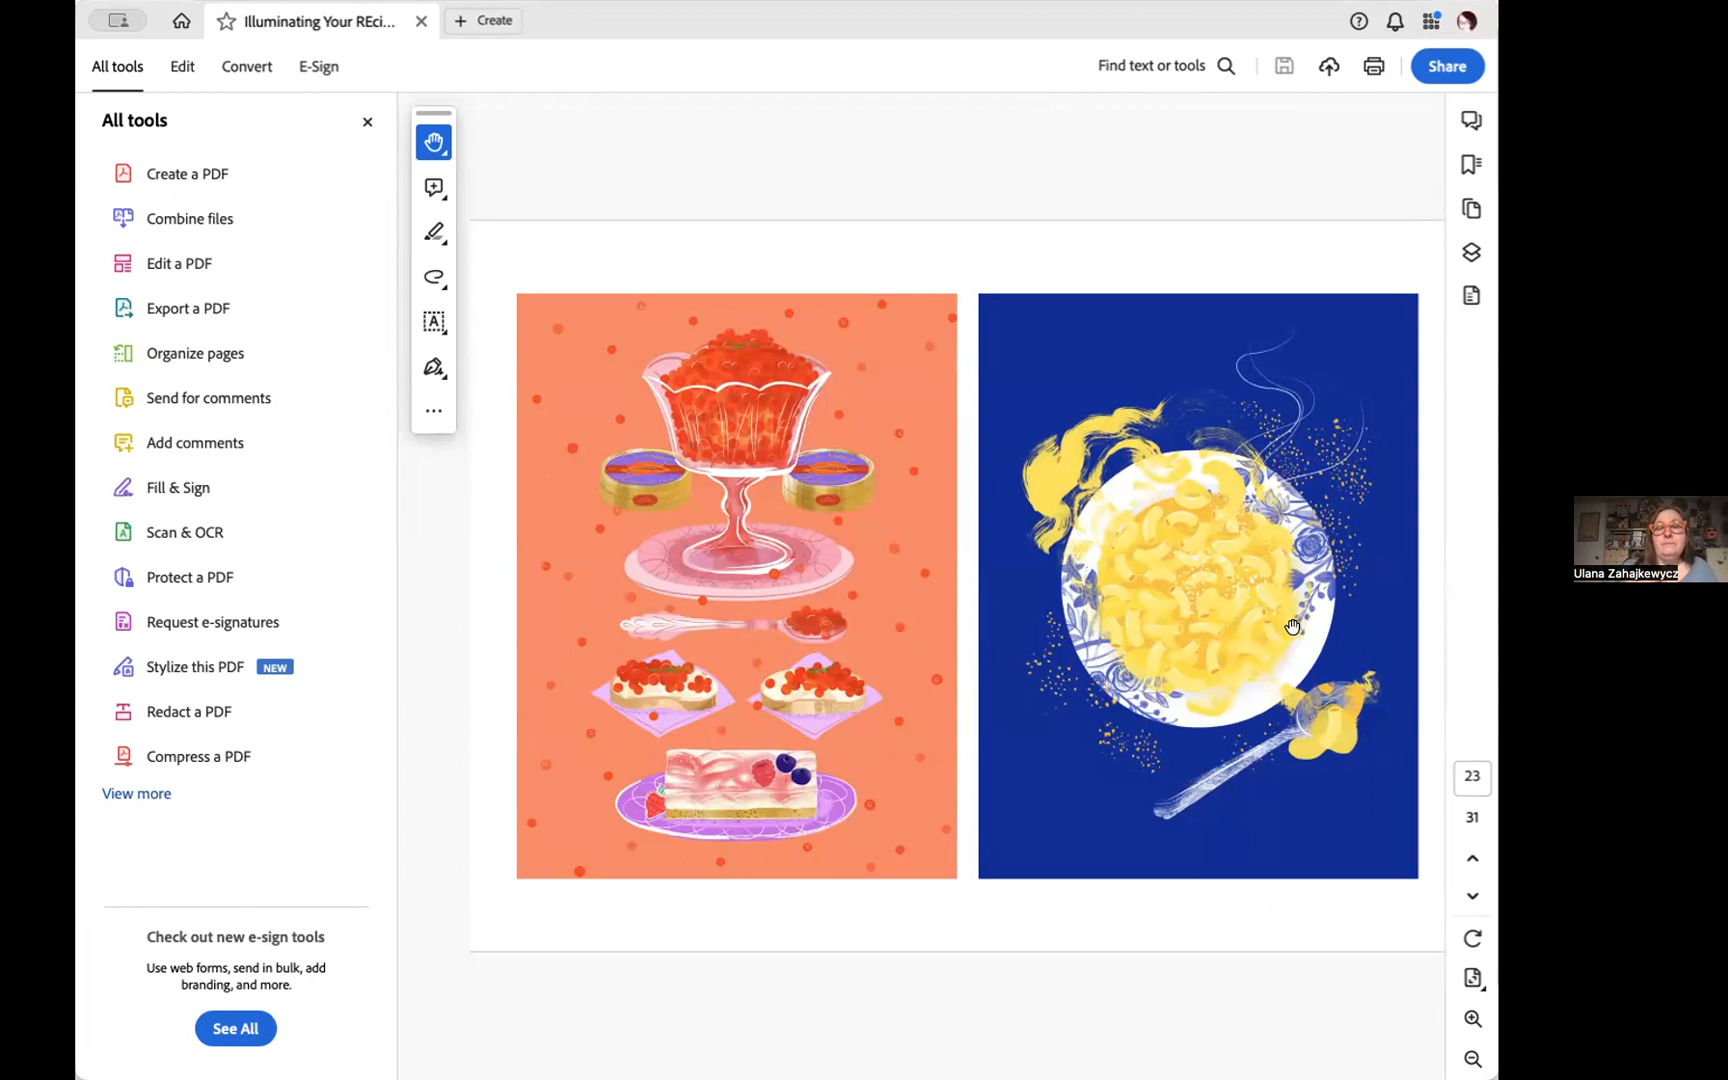 Illuminating Your REci...
Create
All tools
Edit
Convert
E-Sign
Find text or tools
Share
All tools
Create a PDF
Combine files
Edit a PDF
Export a PDF
Organize pages
Send for comments
Add comments
Fill & Sign
Scan & OCR
Protect a PDF
Request e-signatures
Stylize this PDF NEW
Redact a PDF
Compress a PDF
View more
Check out new e-sign tools
Use web forms, send in bulk, add
branding, and more.
See All
23
31
Ulana Zahajkewycz